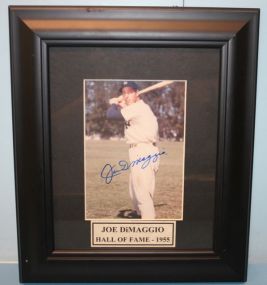 Joe DiMaggio
JOE DiMAGGIO
HALL OF FAME - 1955